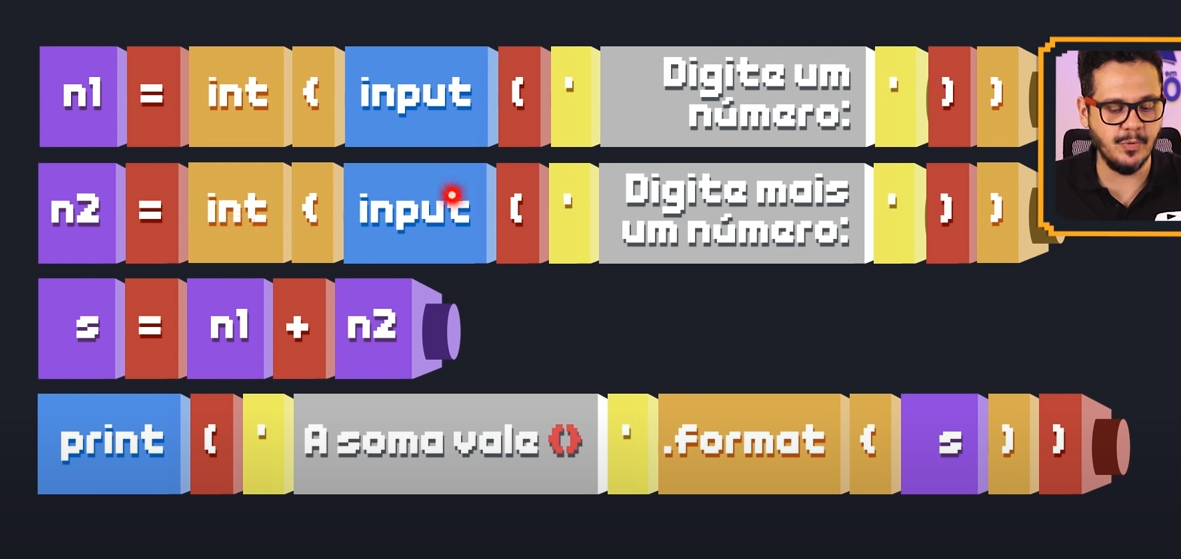 n1 = int ( input ( ' Digite um
número: ' ) )
n2 = int ( input ( ' Digite mais
um número: ' ) )
s = n1 + n2
print ( ' A soma vale {} ' .format ( s ) )